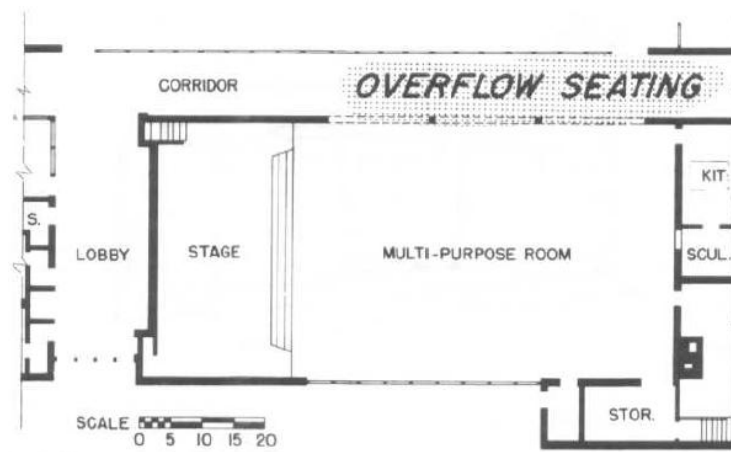 CORRIDOR
OVERFLOW SEATING
KIT.
S.
LOBBY
STAGE
MULTI-PURPOSE ROOM
SCUL.
STOR.
SCALE
0 5 10 15 20